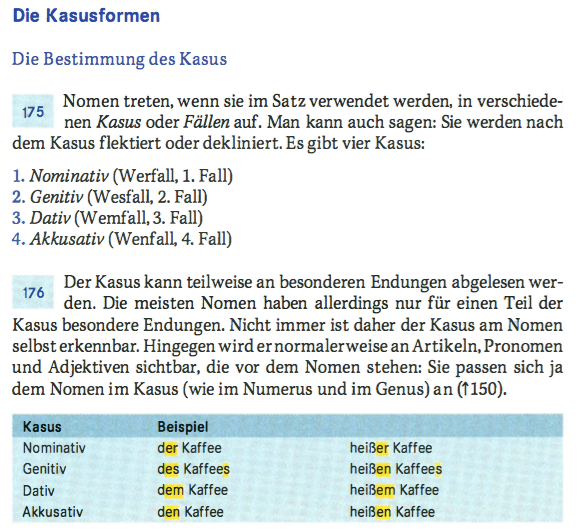 Die Kasusformen
Die Bestimmung des Kasus
175 Nomen treten, wenn sie im Satz verwendet werden, in verschiede-
nen Kasus oder Fällen auf. Man kann auch sagen: Sie werden nach
dem Kasus flektiert oder dekliniert. Es gibt vier Kasus:
1. Nominativ (Werfall, 1. Fall)
2. Genitiv (Wesfall, 2. Fall)
3. Dativ (Wemfall, 3. Fall)
4. Akkusativ (Wenfall, 4. Fall)
176 Der Kasus kann teilweise an besonderen Endungen abgelesen wer-
den. Die meisten Nomen haben allerdings nur für einen Teil der
Kasus besondere Endungen. Nicht immer ist daher der Kasus am Nomen
selbst erkennbar. Hingegen wird er normalerweise an Artikeln, Pronomen
und Adjektiven sichtbar, die vor dem Nomen stehen: Sie passen sich ja
dem Nomen im Kasus (wie im Numerus und im Genus) an (↑150).
Kasus Beispiel
Nominativ der Kaffee heißer Kaffee
Genitiv des Kaffees heißen Kaffees
Dativ dem Kaffee heißem Kaffee
Akkusativ den Kaffee heißen Kaffee